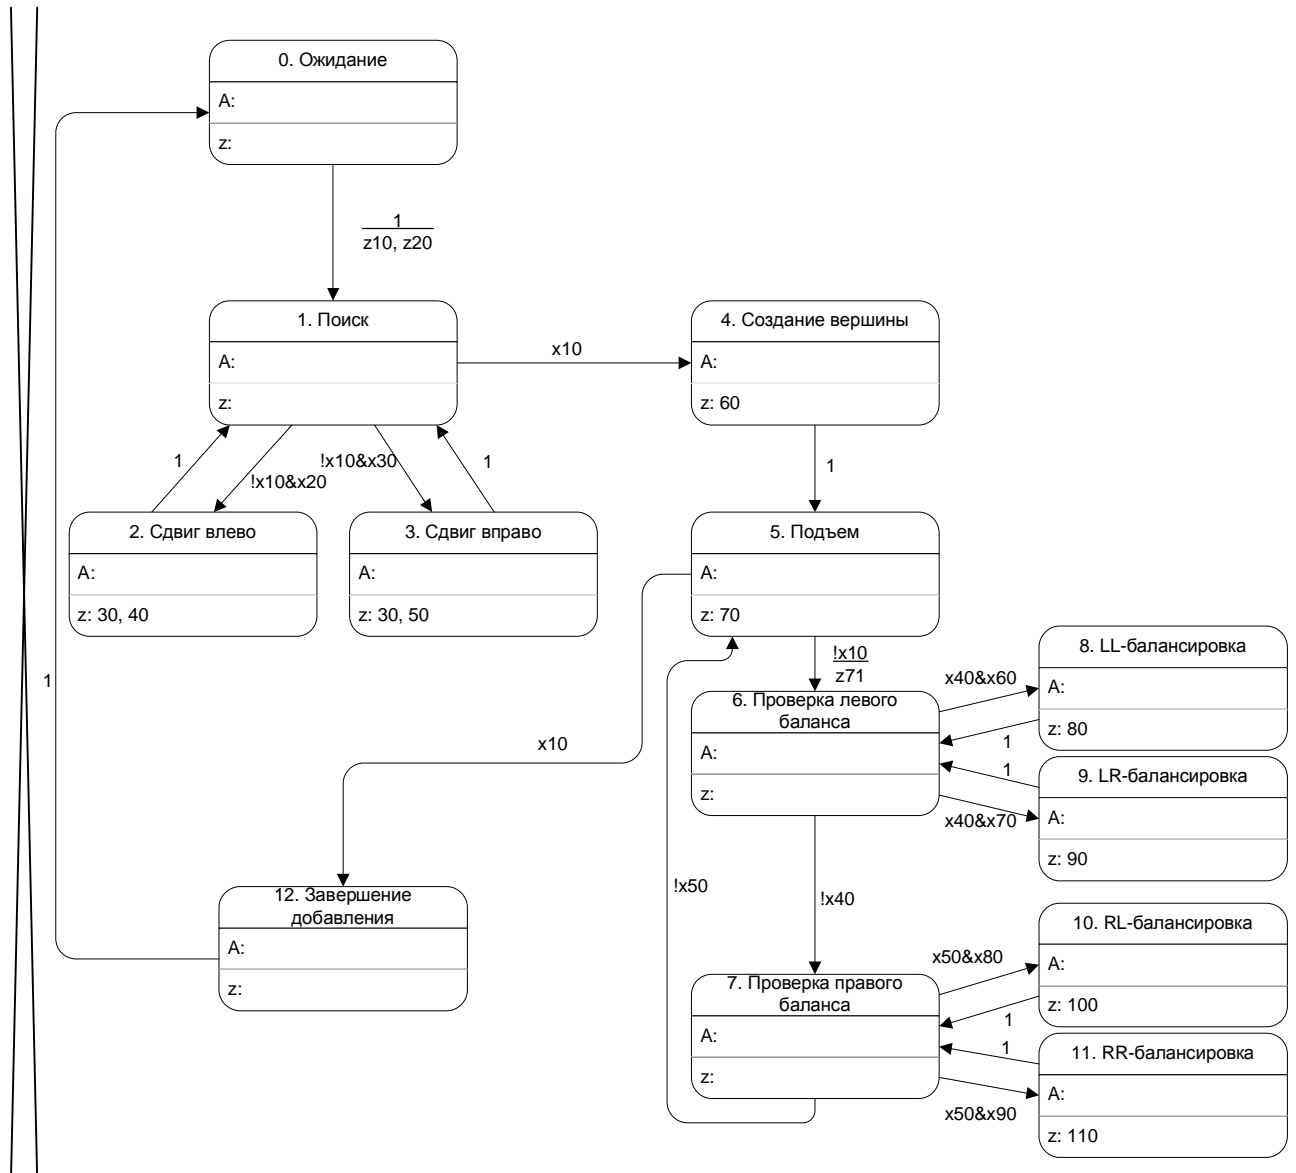 0. Ожидание
A:
z:
1
z10, z20
1. Поиск
A:
z:
x10
4. Создание вершины
A:
z: 60
1
!x10&x20
!x10&x30
1
1
2. Сдвиг влево
A:
z: 30, 40
3. Сдвиг вправо
A:
z: 30, 50
5. Подъем
A:
z: 70
!x10
z71
1
x10
6. Проверка левого
баланса
A:
z:
x40&x60
1
1
x40&x70
8. LL-балансировка
A:
z: 80
9. LR-балансировка
A:
z: 90
!x50
!x40
12. Завершение
добавления
A:
z:
7. Проверка правого
баланса
A:
z:
x50&x80
1
1
x50&x90
10. RL-балансировка
A:
z: 100
11. RR-балансировка
A:
z: 110